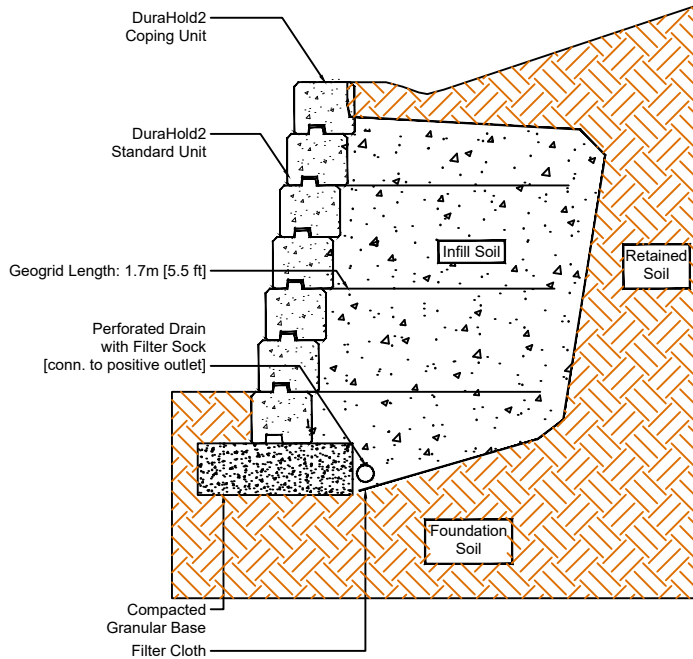 DuraHold2
Coping Unit
DuraHold2
Standard Unit
Infill Soil
Retained
Soil
Geogrid Length: 1.7m [5.5 ft]
Perforated Drain
with Filter Sock
[conn. to positive outlet]
Foundation
Soil
Compacted
Granular Base
Filter Cloth